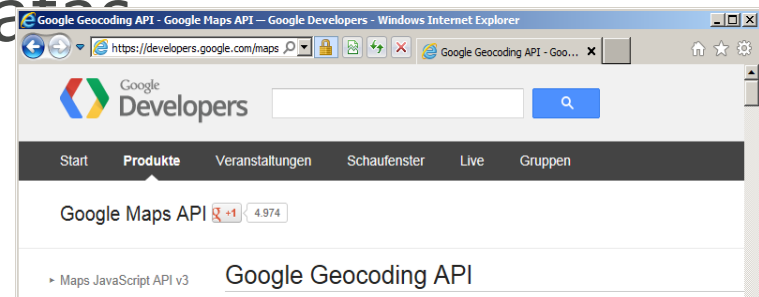 Google Geocoding API - Google Maps API — Google Developers - Windows Internet Explorer
https://developers.google.com/maps
Google Geocoding API - Goo...
Google
Developers
Start Produkte Veranstaltungen Schaufenster Live Gruppen
Google Maps API g +1 4.974
Maps JavaScript API v3
Google Geocoding API